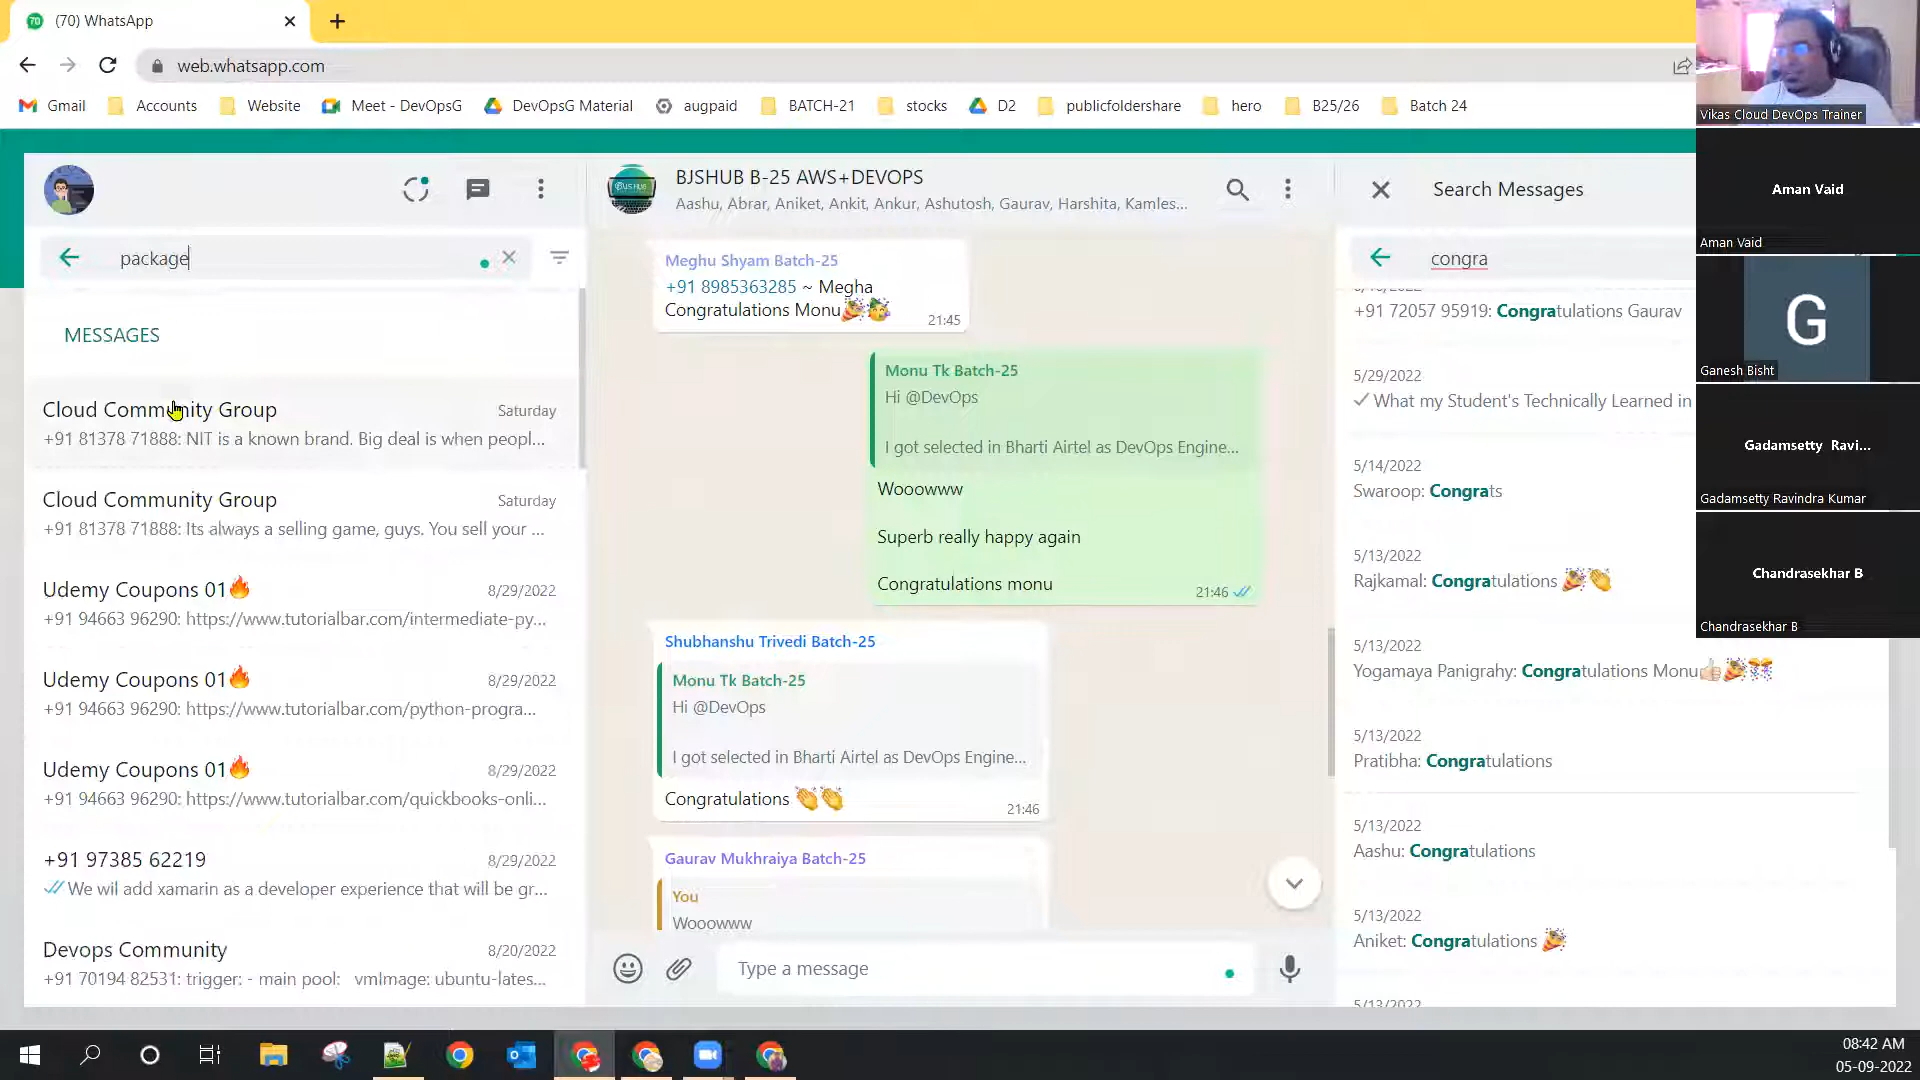 (70) WhatsApp
web.whatsapp.com
Gmail
Accounts
Website
Meet - DevOpsG
DevOpsG Material
augpaid
BATCH-21
stocks
D2
publicfoldershare
hero
B25/26
Batch 24
package
MESSAGES
Cloud Community Group
Saturday
+91 81378 71888: NIT is a known brand. Big deal is when peopl...
Cloud Community Group
Saturday
+91 81378 71888: Its always a selling game, guys. You sell your ...
Udemy Coupons 01🔥
8/29/2022
+91 94663 96290: https://www.tutorialbar.com/intermediate-py...
Udemy Coupons 01🔥
8/29/2022
+91 94663 96290: https://www.tutorialbar.com/python-progra...
Udemy Coupons 01🔥
8/29/2022
+91 94663 96290: https://www.tutorialbar.com/quickbooks-onli...
+91 97385 62219
8/29/2022
We wil add xamarin as a developer experience that will be gr...
Devops Community
8/20/2022
+91 70194 82531: trigger: - main pool: vmImage: ubuntu-lates...
BJSHUB B-25 AWS+DEVOPS
Aashu, Abrar, Aniket, Ankit, Ankur, Ashutosh, Gaurav, Harshita, Kamles...
Meghu Shyam Batch-25
+91 8985363285 ~ Megha
Congratulations Monu🎉🥳
21:45
Monu Tk Batch-25
Hi @DevOps
I got selected in Bharti Airtel as DevOps Engine...
Wooowww
Superb really happy again
Congratulations monu
21:46
Shubhanshu Trivedi Batch-25
Monu Tk Batch-25
Hi @DevOps
I got selected in Bharti Airtel as DevOps Engine...
Congratulations 👏👏
21:46
Gaurav Mukhraiya Batch-25
You
Wooowww
Type a message
Search Messages
congra
+91 72057 95919: Congratulations Gaurav
5/29/2022
What my Student's Technically Learned in
5/14/2022
Swaroop: Congrats
5/13/2022
Rajkamal: Congratulations 🎉👏
5/13/2022
Yogamaya Panigrahy: Congratulations Monu👍🏻🎉🎊
5/13/2022
Pratibha: Congratulations
5/13/2022
Aashu: Congratulations
5/13/2022
Aniket: Congratulations 🎉
5/13/2022
Vikas Cloud DevOps Trainer
Aman Vaid
Aman Vaid
G
Ganesh Bisht
Gadamsetty Ravi...
Gadamsetty Ravindra Kumar
Chandrasekhar B
Chandrasekhar B
08:42 AM
05-09-2022